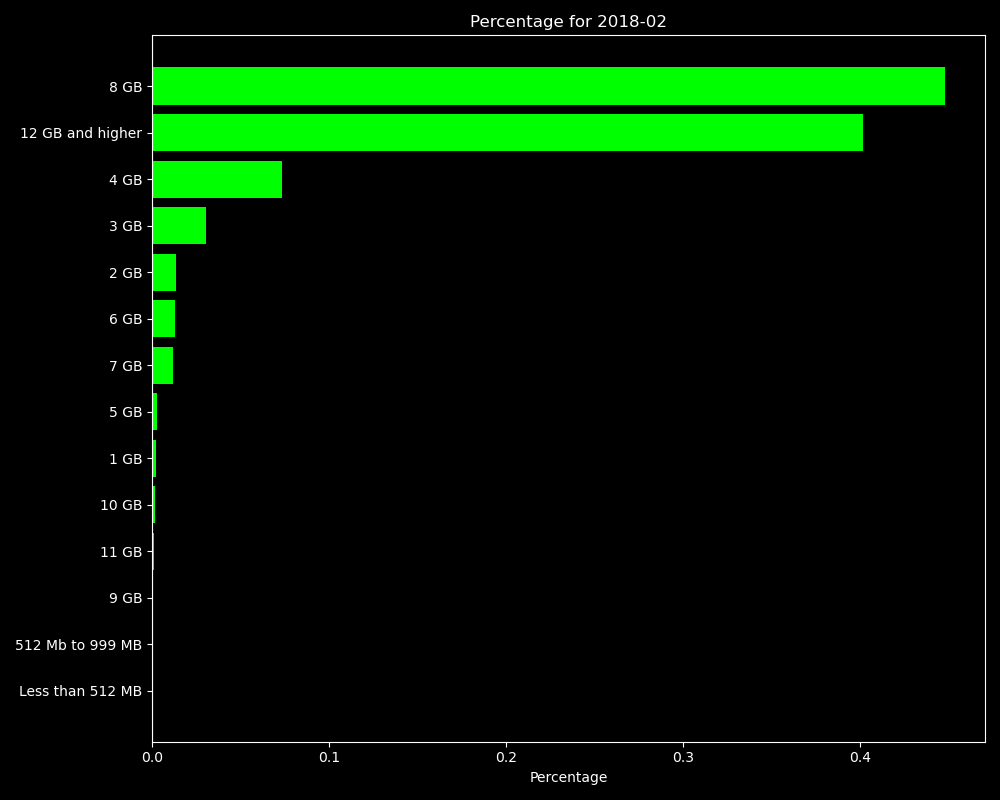 Percentage for 2018-02
8 GB
12 GB and higher
4 GB
3 GB
2 GB
6 GB
7 GB
5 GB
1 GB
10 GB
11 GB
9 GB
512 Mb to 999 MB
Less than 512 MB
0.0 0.1 0.2 0.3 0.4
Percentage